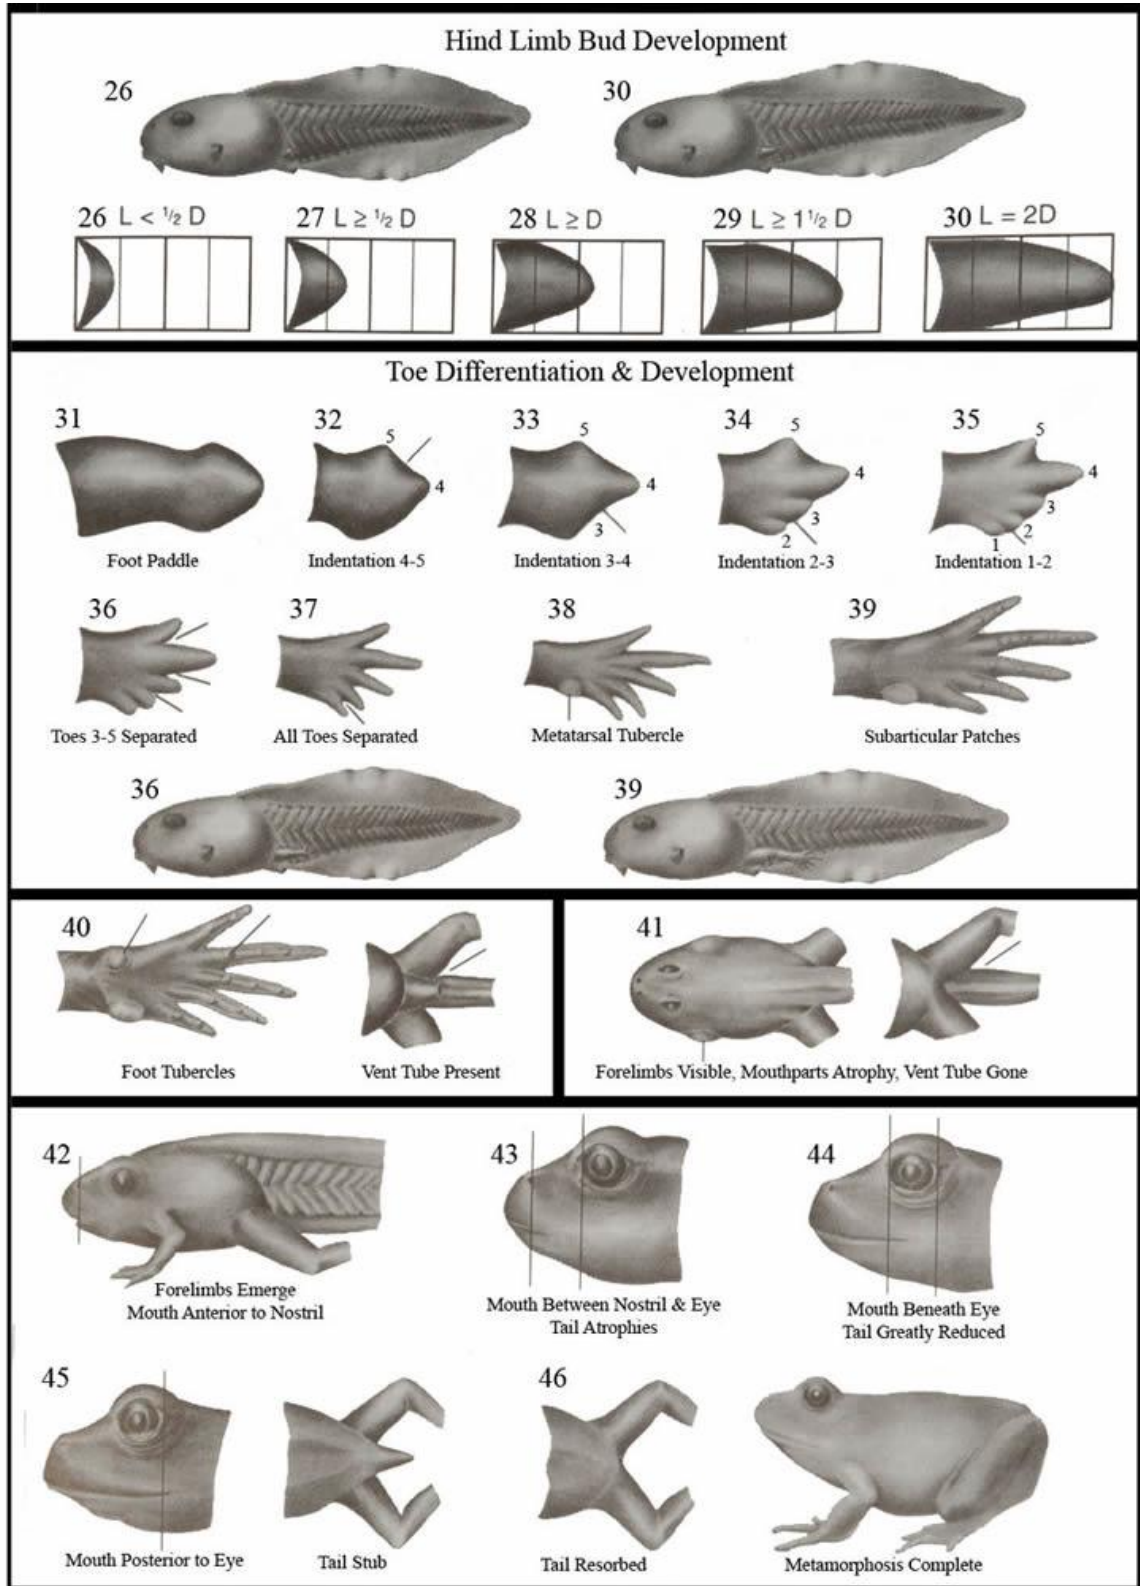 Hind Limb Bud Development
26
30
26 L < ½ D
27 L ≥ ½ D
28 L ≥ D
29 L ≥ 1½ D
30 L = 2D
Toe Differentiation & Development
31
32
33
34
35
5
4
5
4
3
5
4
3
2
5
4
3
2
1
Foot Paddle
Indentation 4-5
Indentation 3-4
Indentation 2-3
Indentation 1-2
36
37
38
39
Toes 3-5 Separated
All Toes Separated
Metatarsal Tubercle
Subarticular Patches
36
39
40
Foot Tubercles
Vent Tube Present
41
Forelimbs Visible, Mouthparts Atrophy, Vent Tube Gone
42
Forelimbs Emerge
Mouth Anterior to Nostril
43
Mouth Between Nostril & Eye
Tail Atrophies
44
Mouth Beneath Eye
Tail Greatly Reduced
45
Mouth Posterior to Eye
Tail Stub
46
Tail Resorbed
Metamorphosis Complete